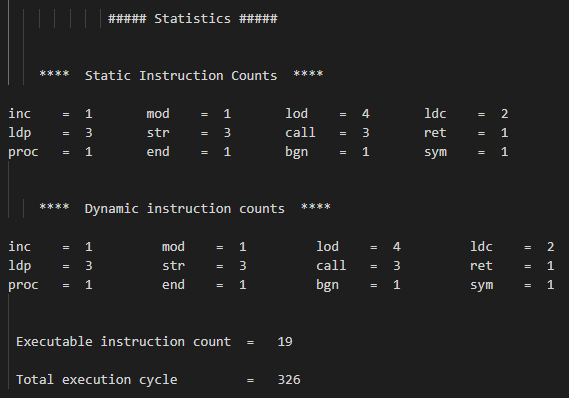 ##### Statistics #####
**** Static Instruction Counts ****
inc = 1 mod = 1 lod = 4 ldc = 2
ldp = 3 str = 3 call = 3 ret = 1
proc = 1 end = 1 bgn = 1 sym = 1
**** Dynamic instruction counts ****
inc = 1 mod = 1 lod = 4 ldc = 2
ldp = 3 str = 3 call = 3 ret = 1
proc = 1 end = 1 bgn = 1 sym = 1
Executable instruction count = 19
Total execution cycle = 326